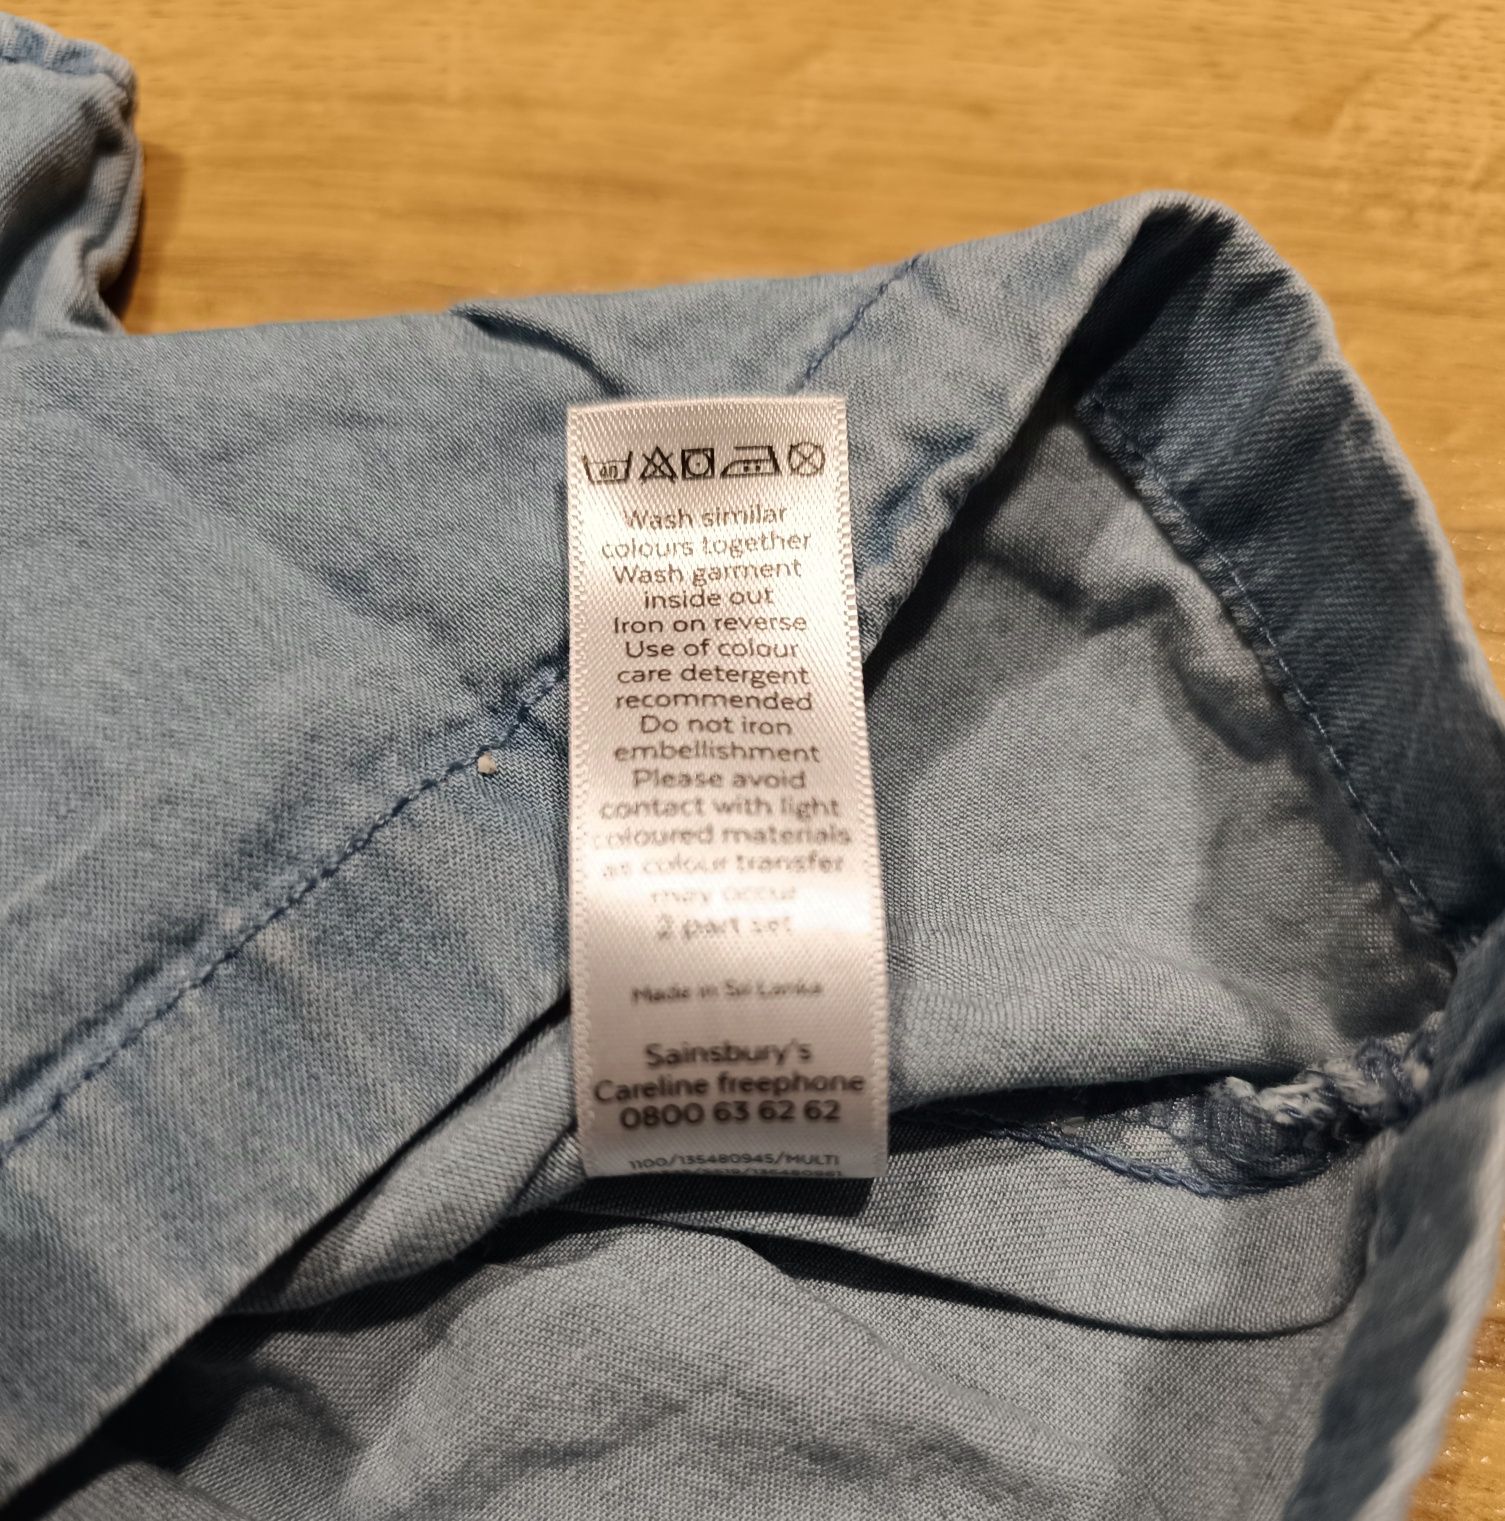 40
Wash similar
colours together
Wash garment
inside out
Iron on reverse
Use of colour
care detergent
recommended
Do not iron
embellishment
Please avoid
contact with light
coloured materials
as colour transfer
may occur
2 part set
Made in Sri Lanka
Sainsbury's
Careline freephone
0800 63 62 62
1100/135480945/MULTI